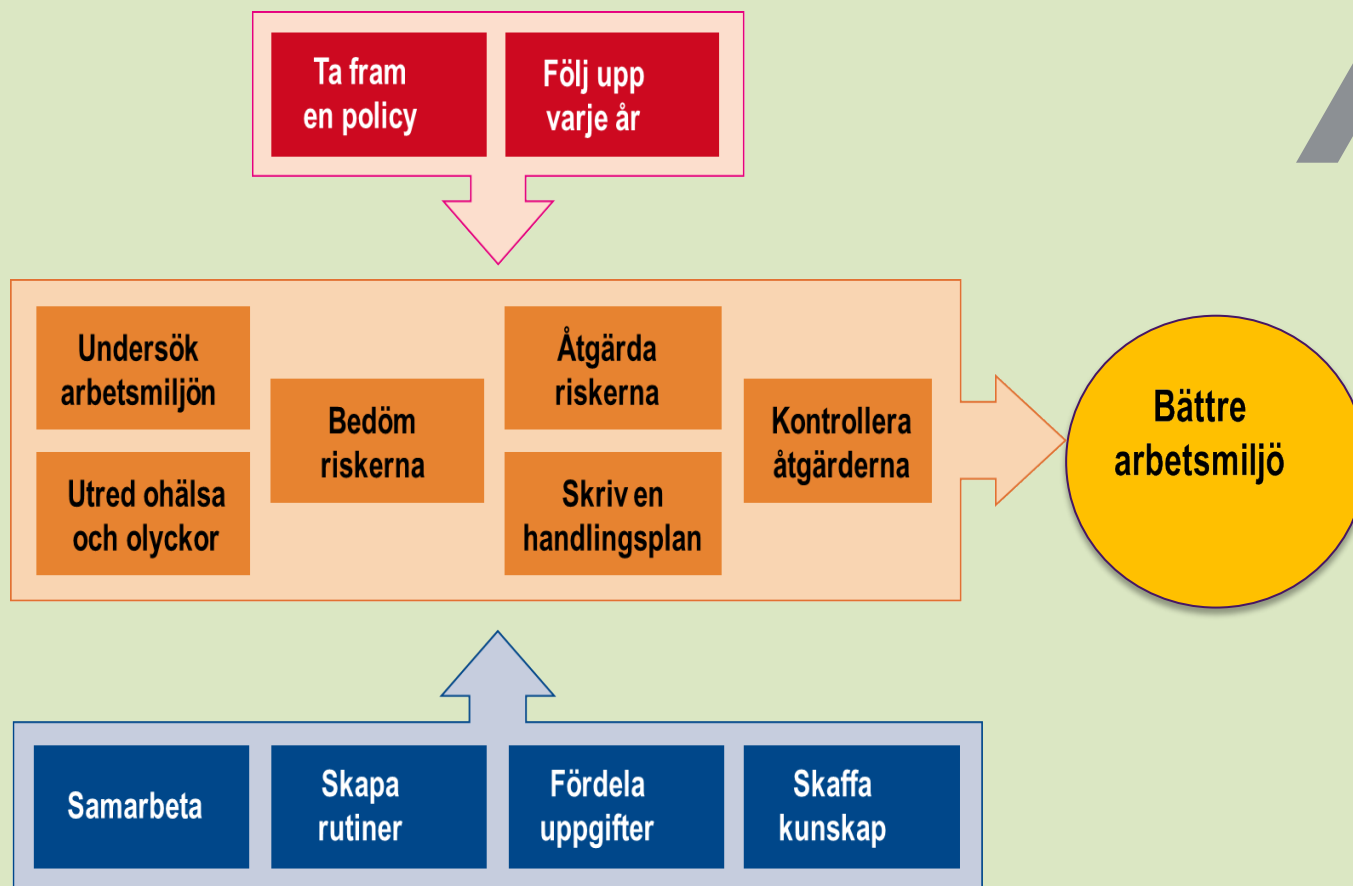 Ta fram
en policy
Följ upp
varje år
Undersök
arbetsmiljön
Utred ohälsa
och olyckor
Bedöm
riskerna
Åtgärda
riskerna
Skriv en
handlingsplan
Kontrollera
åtgärderna
Bättre
arbetsmiljö
Samarbeta
Skapa
rutiner
Fördela
uppgifter
Skaffa
kunskap